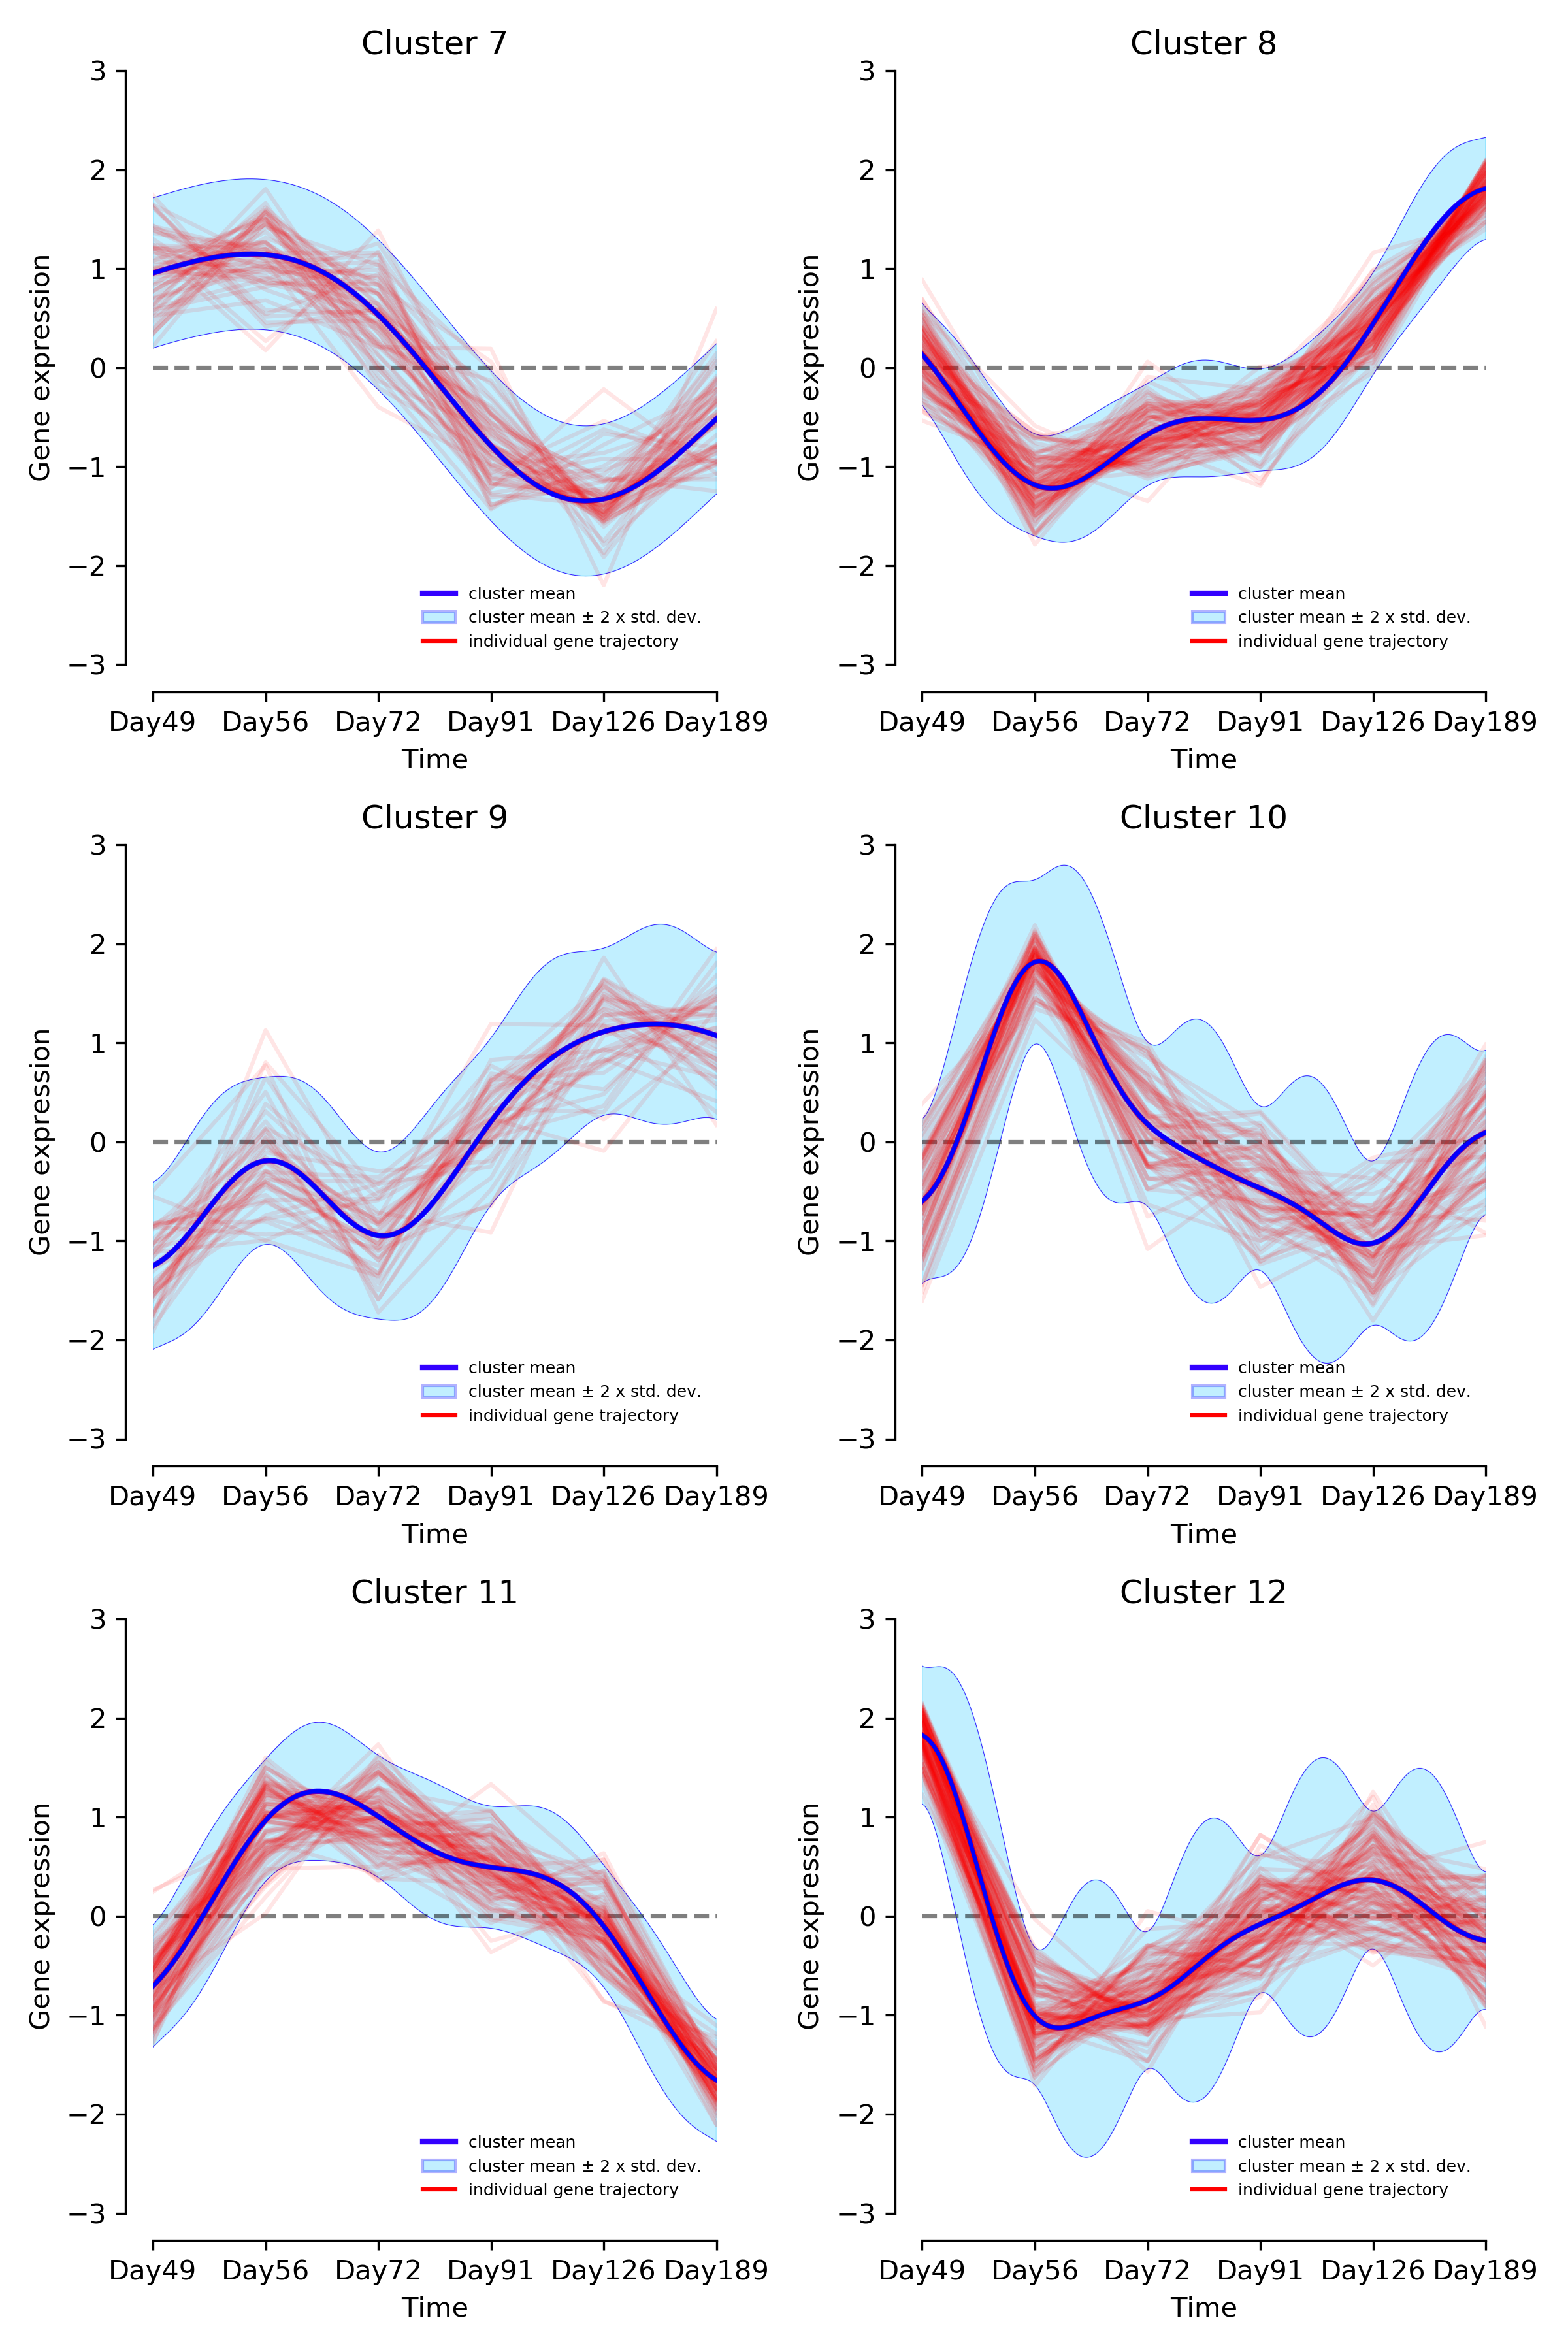 Cluster 7
Gene expression
3
2
1
0
−1
−2
−3
cluster mean
cluster mean ± 2 x std. dev.
individual gene trajectory
Day49 Day56 Day72 Day91 Day126 Day189
Time
Cluster 8
Gene expression
3
2
1
0
−1
−2
−3
cluster mean
cluster mean ± 2 x std. dev.
individual gene trajectory
Day49 Day56 Day72 Day91 Day126 Day189
Time
Cluster 9
Gene expression
3
2
1
0
−1
−2
−3
cluster mean
cluster mean ± 2 x std. dev.
individual gene trajectory
Day49 Day56 Day72 Day91 Day126 Day189
Time
Cluster 10
Gene expression
3
2
1
0
−1
−2
−3
cluster mean
cluster mean ± 2 x std. dev.
individual gene trajectory
Day49 Day56 Day72 Day91 Day126 Day189
Time
Cluster 11
Gene expression
3
2
1
0
−1
−2
−3
cluster mean
cluster mean ± 2 x std. dev.
individual gene trajectory
Day49 Day56 Day72 Day91 Day126 Day189
Time
Cluster 12
Gene expression
3
2
1
0
−1
−2
−3
cluster mean
cluster mean ± 2 x std. dev.
individual gene trajectory
Day49 Day56 Day72 Day91 Day126 Day189
Time